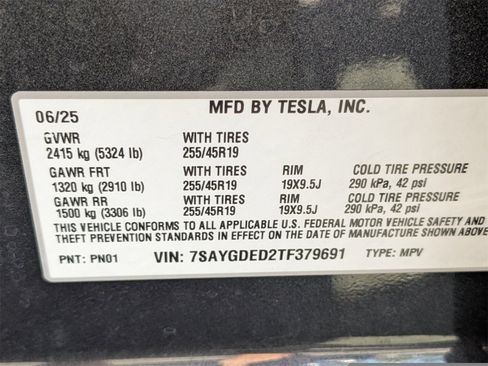 06/25 MFD BY TESLA, INC.
GVWR WITH TIRES
2415 kg (5324 lb) 255/45R19
GAWR FRT WITH TIRES RIM COLD TIRE PRESSURE
1320 kg (2910 lb) 255/45R19 19X9.5J 290 kPa, 42 psi
GAWR RR WITH TIRES RIM COLD TIRE PRESSURE
1500 kg (3306 lb) 255/45R19 19X9.5J 290 kPa, 42 psi
THIS VEHICLE CONFORMS TO ALL APPLICABLE U.S. FEDERAL MOTOR VEHICLE SAFETY AND
THEFT PREVENTION STANDARDS IN EFFECT ON THE DATE OF MANUFACTURE SHOWN ABOVE
PNT: PN01 VIN: 7SAYGDED2TF379691 TYPE: MPV